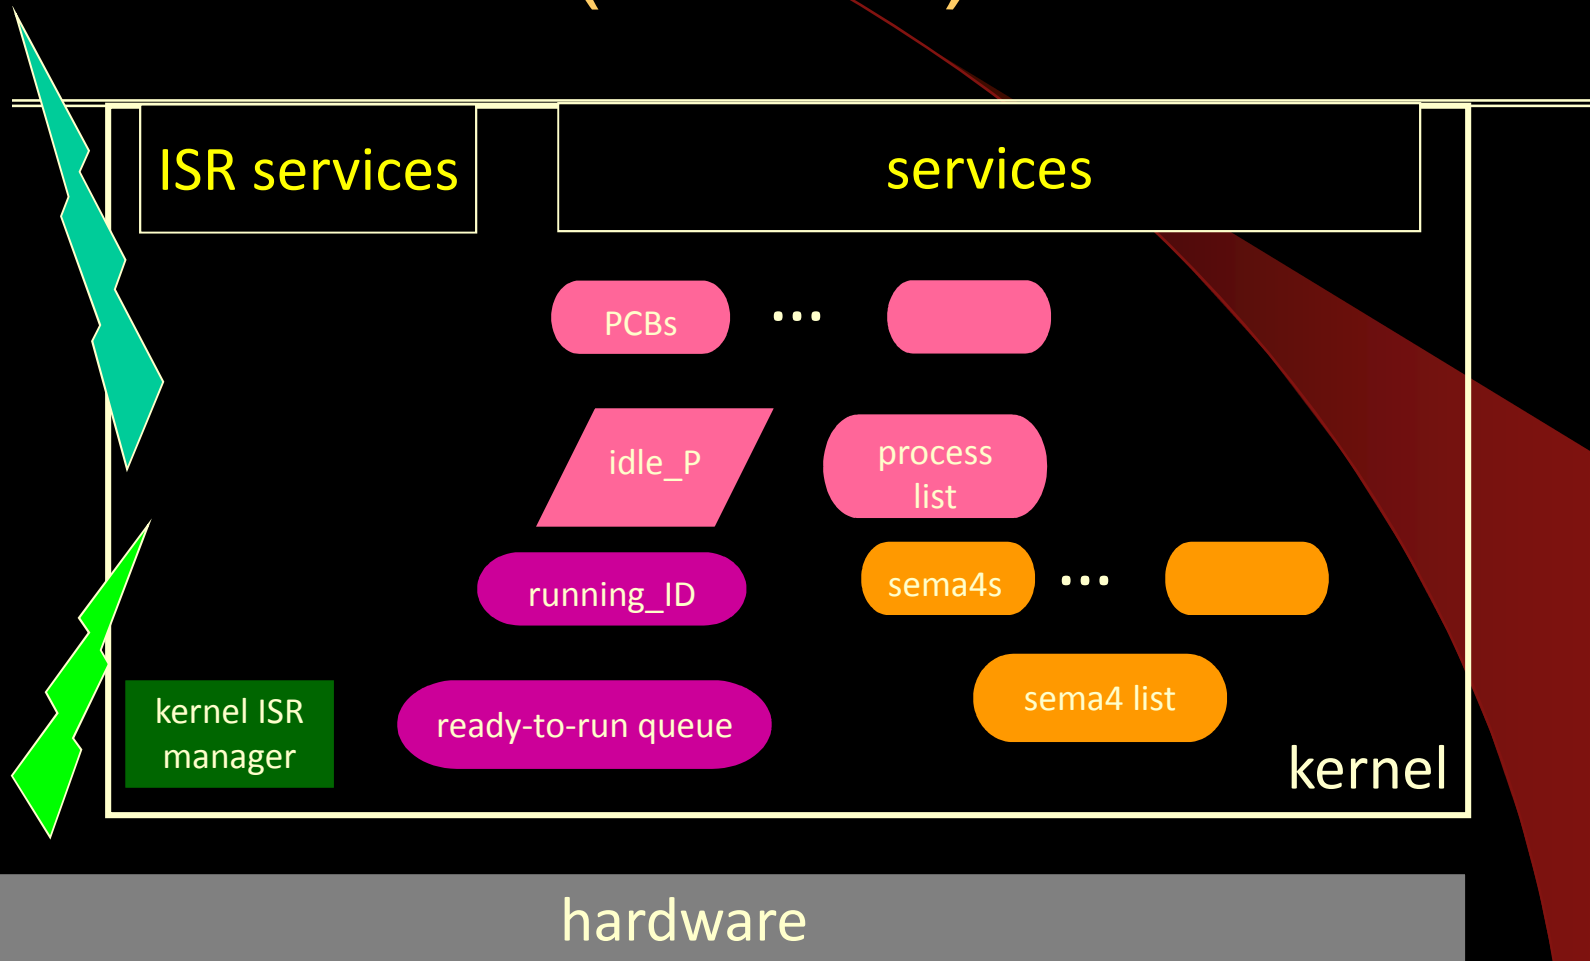 ISR services
services
PCBs
...
idle_P
process
list
running_ID
sema4s
...
kernel ISR
manager
ready-to-run queue
sema4 list
kernel
hardware